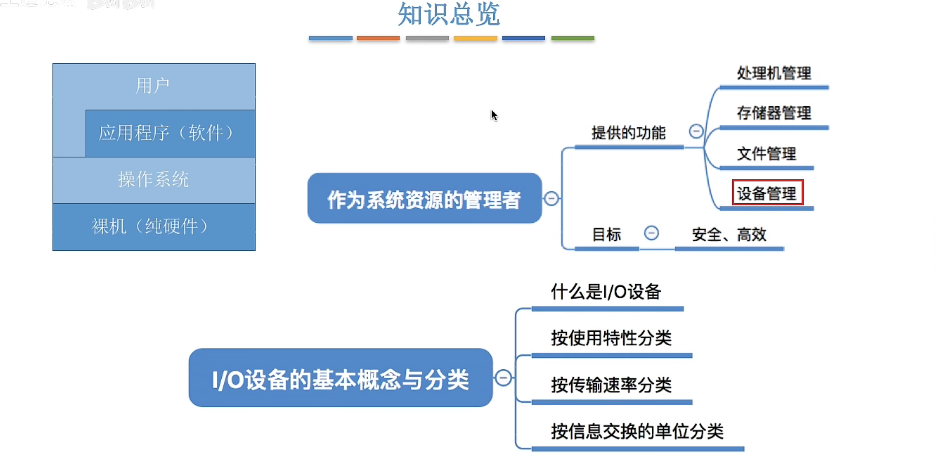 知识总览
用户
应用程序（软件）
操作系统
裸机（纯硬件）
作为系统资源的管理者
提供的功能
处理机管理
存储器管理
文件管理
设备管理
目标
安全、高效
I/O设备的基本概念与分类
什么是I/O设备
按使用特性分类
按传输速率分类
按信息交换的单位分类